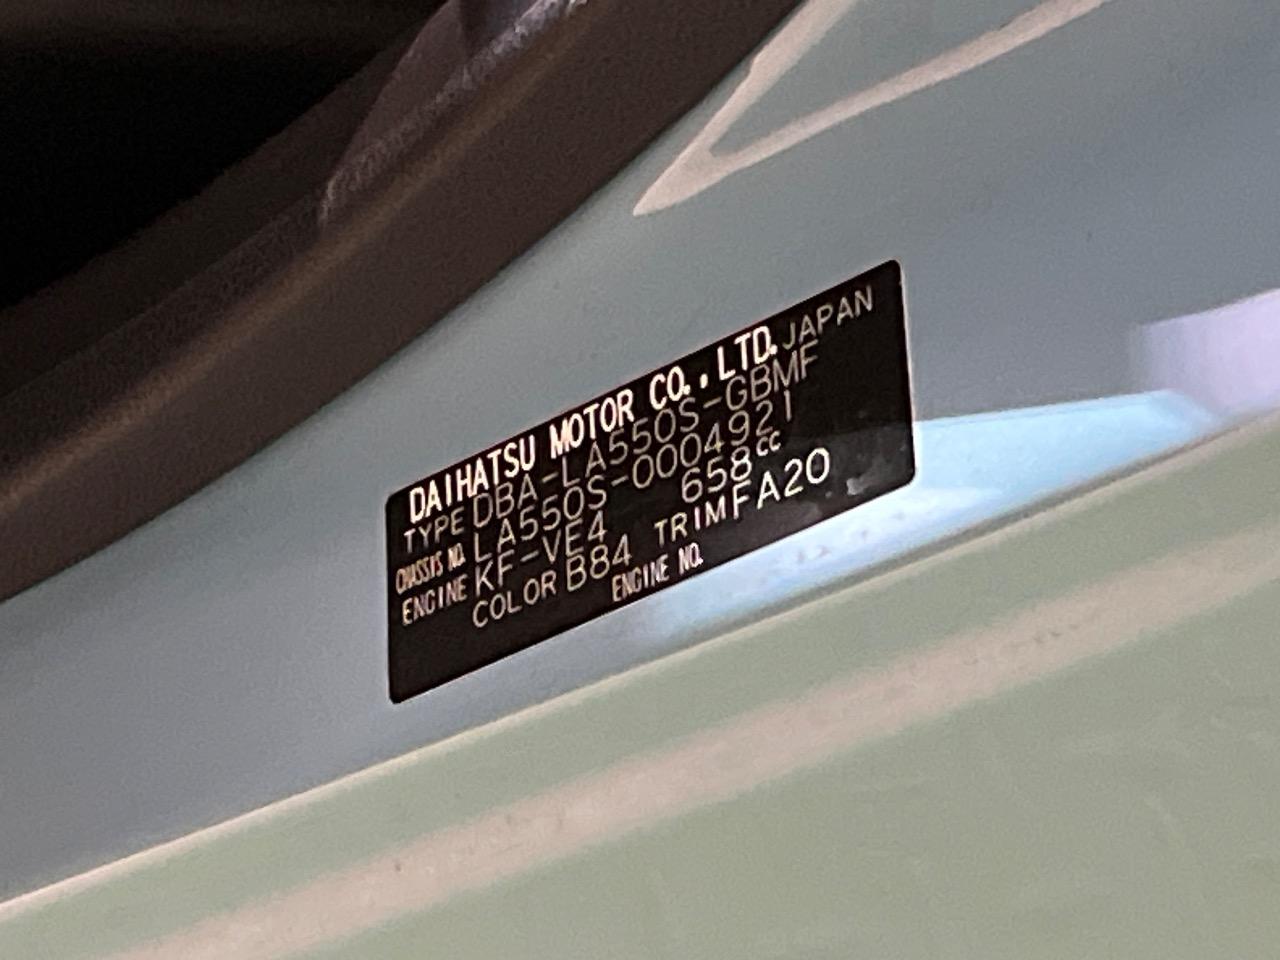 DAIHATSU MOTOR CO., LTD. JAPAN
TYPE DBA-LA550S-GBMF
CHASSIS NO. LA550S-0004921
ENGINE KF-VE4 658cc
COLOR B84 TRIM FA20
ENGINE NO.